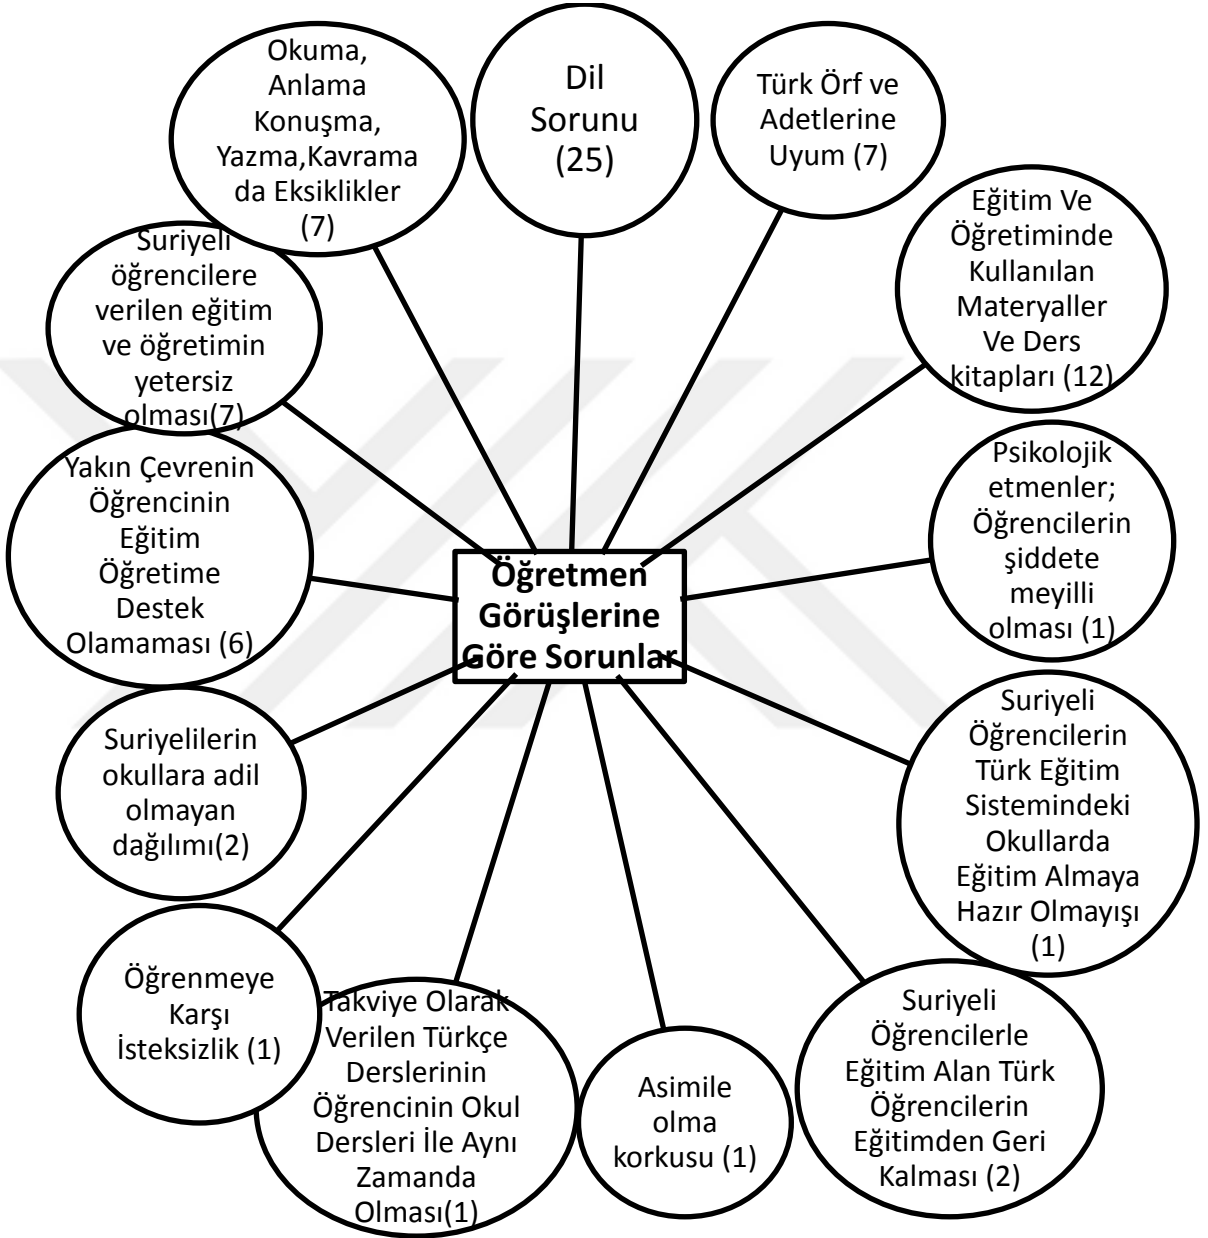 Dil
Sorunu
(25)
Türk Örf ve
Adetlerine
Uyum (7)
Eğitim Ve
Öğretiminde
Kullanılan
Materyaller
Ve Ders
kitapları (12)
Psikolojik
etmenler;
Öğrencilerin
şiddete
meyilli
olması (1)
Suriyeli
Öğrencilerin
Türk Eğitim
Sistemindeki
Okullarda
Eğitim Almaya
Hazır Olmayışı
(1)
Suriyeli
Öğrencilerle
Eğitim Alan Türk
Öğrencilerin
Eğitimden Geri
Kalması (2)
Asimile
olma
korkusu (1)
Takviye Olarak
Verilen Türkçe
Derslerinin
Öğrencinin Okul
Dersleri İle Aynı
Zamanda
Olması(1)
Öğrenmeye
Karşı
İsteksizlik (1)
Suriyelilerin
okullara adil
olmayan
dağılımı(2)
Yakın Çevrenin
Öğrencinin
Eğitim
Öğretime
Destek
Olamaması (6)
Suriyeli
öğrencilere
verilen eğitim
ve öğretimin
yetersiz
olması(7)
Okuma,
Anlama
Konuşma,
Yazma,Kavrama
da Eksiklikler
(7)
Öğretmen
Görüşlerine
Göre Sorunlar